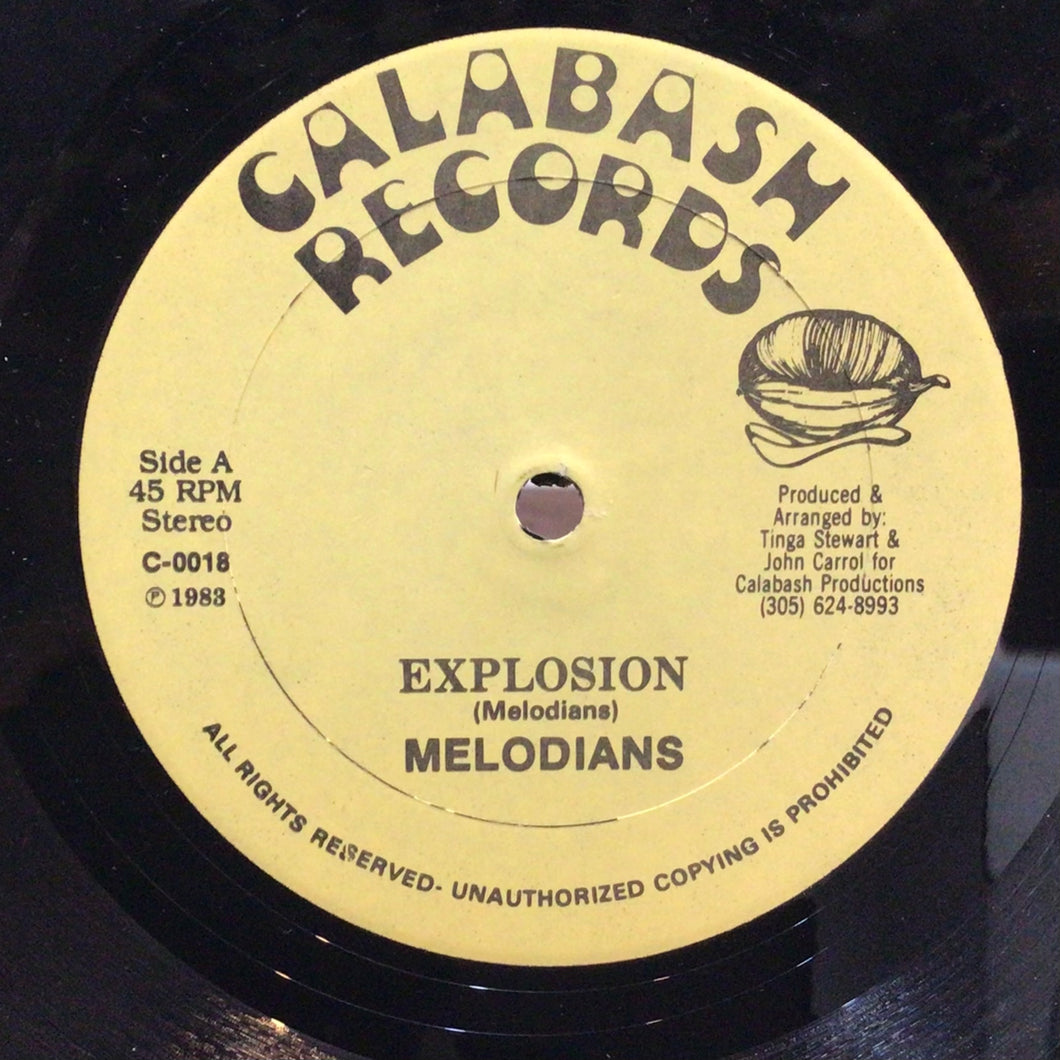 CALABASH
RECORDS
Side A
45 RPM
Stereo
C-0018
℗ 1983
Produced &
Arranged by:
Tinga Stewart &
John Carrol for
Calabash Productions
(305) 624-8993
EXPLOSION
(Melodians)
MELODIANS
ALL RIGHTS RESERVED- UNAUTHORIZED COPYING IS PROHIBITED